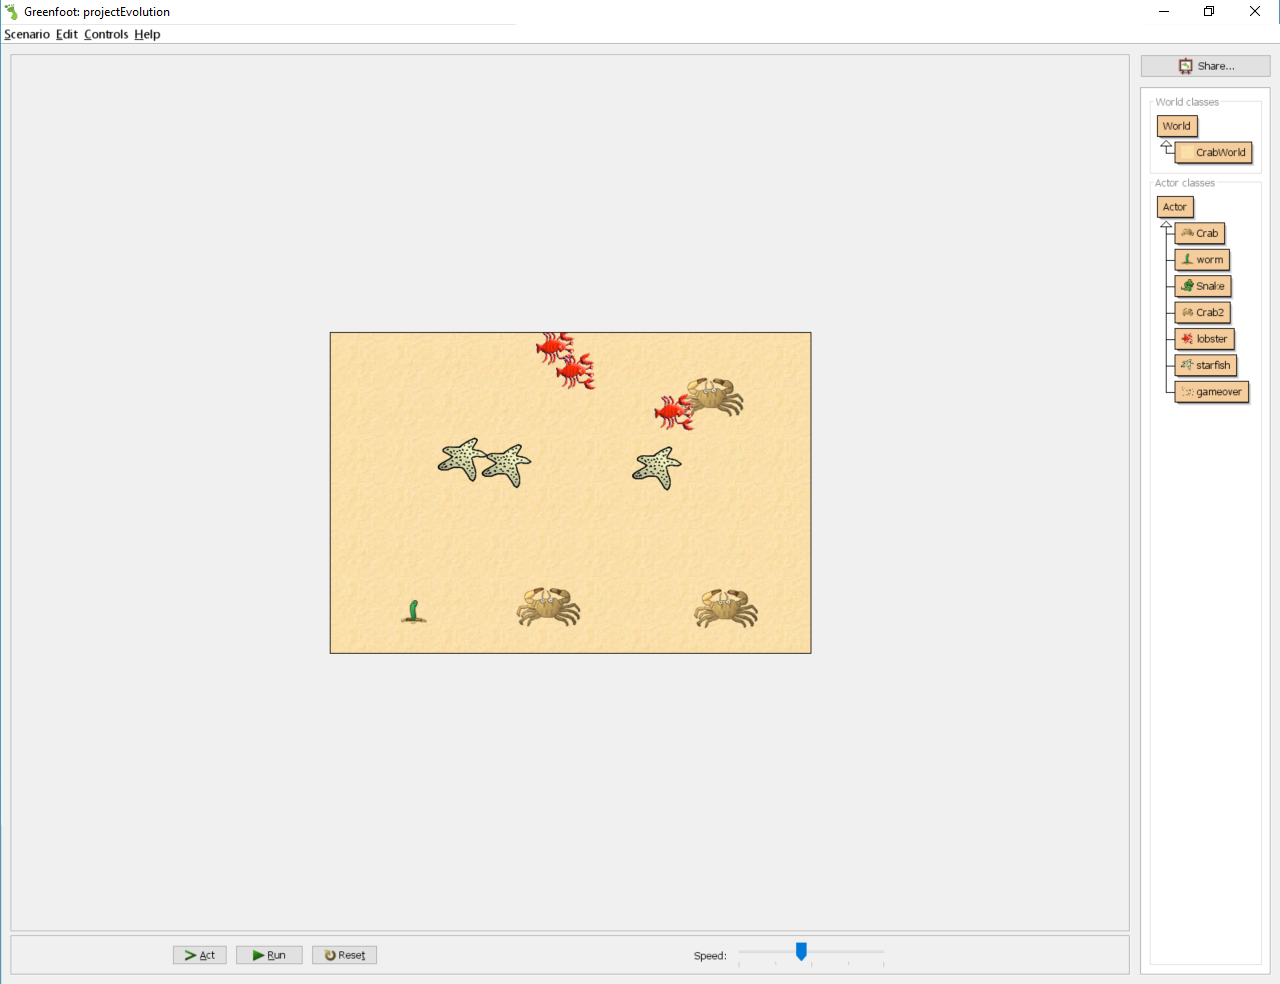 Greenfoot: projectEvolution
Scenario Edit Controls Help
Share...
World classes
World
CrabWorld
Actor classes
Actor
Crab
worm
Snake
Crab2
lobster
starfish
gameover
Act Run Reset Speed: